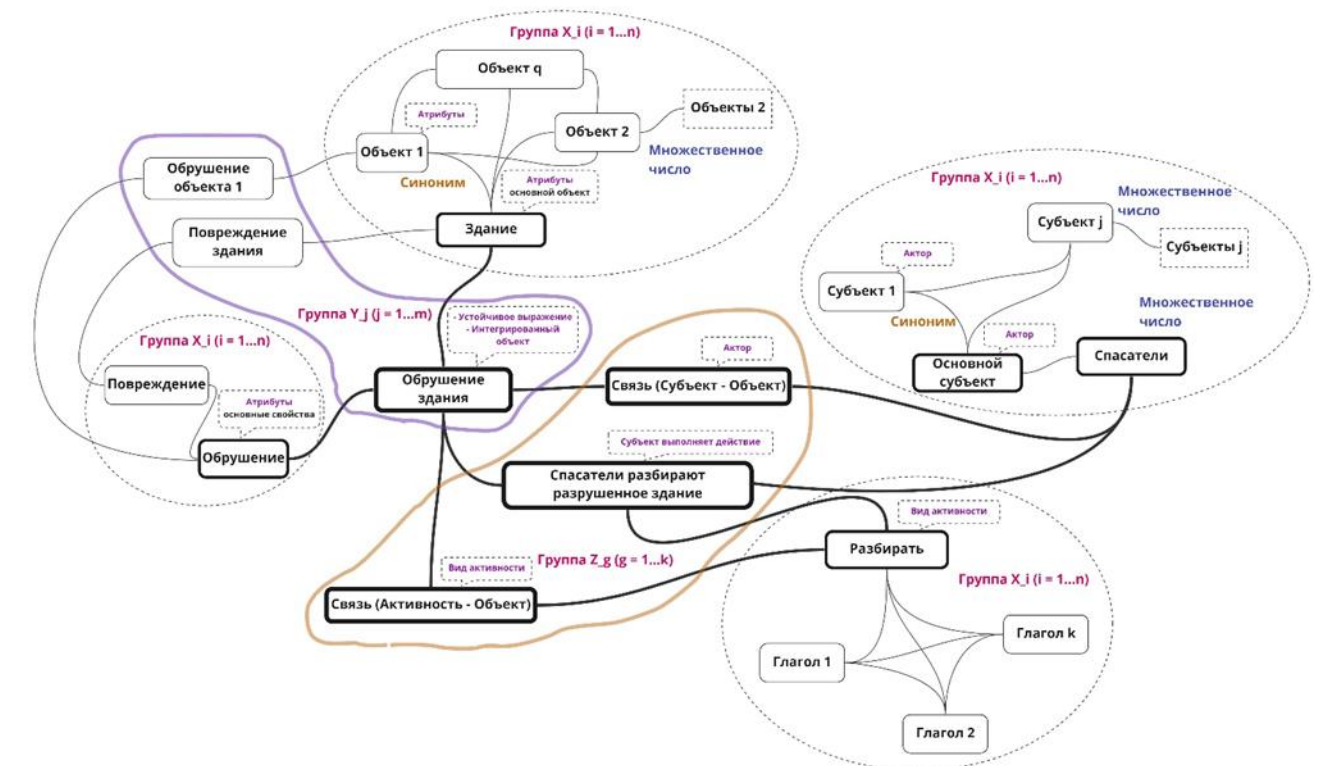 Группа X_i (i = 1...n)
Объект q
Атрибуты
Объекты 2
Объект 1
Объект 2
Множественное
число
Синоним
Атрибуты
основной объект
Здание
Обрушение
объекта 1
Повреждение
здания
Группа X_i (i = 1...n)
Множественное
число
Субъект j
Субъекты j
Актор
Субъект 1
Синоним
Актор
Множественное
число
Основной
субъект
Спасатели
Группа Y_j (j = 1...m)
- Устойчивое выражение
- Интегрированный
объект
Группа X_i (i = 1...n)
Повреждение
Атрибуты
основные свойства
Обрушение
Обрушение
здания
Актор
Связь (Субъект - Объект)
Субъект выполняет действие
Спасатели разбирают
разрушенное здание
Вид активности
Группа Z_g (g = 1...k)
Связь (Активность - Объект)
Вид активности
Разбирать
Группа X_i (i = 1...n)
Глагол k
Глагол 1
Глагол 2